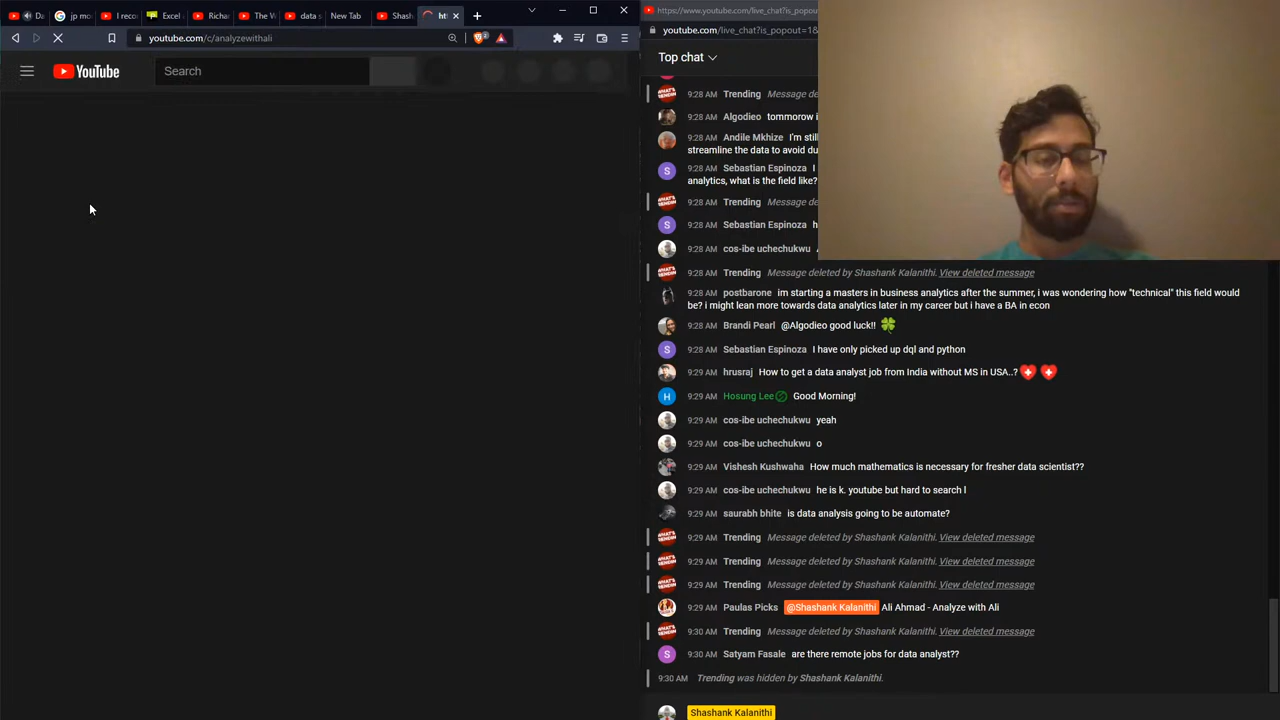 Da
jp mo
I reco
Excel
Richa
The V
data s
New Tab
Shash
ht
youtube.com/c/analyzewithali
2
YouTube
Search
https://www.youtube.com/live_chat?is_popout=1
youtube.com/live_chat?is_popout=1&
Top chat
9:28 AM Trending Message de
9:28 AM Algodieo tommorow i
9:28 AM Andile Mkhize I'm still
streamline the data to avoid du
9:28 AM Sebastian Espinoza I
analytics, what is the field like?
9:28 AM Trending Message d
S 9:28 AM Sebastian Espinoza h
9:28 AM cos-ibe uchechukwu
9:28 AM Trending Message deleted by Shashank Kalanithi. View deleted message
9:28 AM postbarone im starting a masters in business analytics after the summer, i was wondering how "technical" this field would
be? i might lean more towards data analytics later in my career but i have a BA in econ
9:28 AM Brandi Pearl @Algodieo good luck!!
S 9:28 AM Sebastian Espinoza I have only picked up dql and python
9:29 AM hrusraj How to get a data analyst job from India without MS in USA..?
H 9:29 AM Hosung Lee Good Morning!
9:29 AM cos-ibe uchechukwu yeah
9:29 AM cos-ibe uchechukwu o
9:29 AM Vishesh Kushwaha How much mathematics is necessary for fresher data scientist??
9:29 AM cos-ibe uchechukwu he is k. youtube but hard to search l
9:29 AM saurabh bhite is data analysis going to be automate?
9:29 AM Trending Message deleted by Shashank Kalanithi. View deleted message
9:29 AM Trending Message deleted by Shashank Kalanithi. View deleted message
9:29 AM Trending Message deleted by Shashank Kalanithi. View deleted message
9:29 AM Paulas Picks @Shashank Kalanithi Ali Ahmad - Analyze with Ali
9:30 AM Trending Message deleted by Shashank Kalanithi. View deleted message
S 9:30 AM Satyam Fasale are there remote jobs for data analyst??
9:30 AM Trending was hidden by Shashank Kalanithi.
Shashank Kalanithi